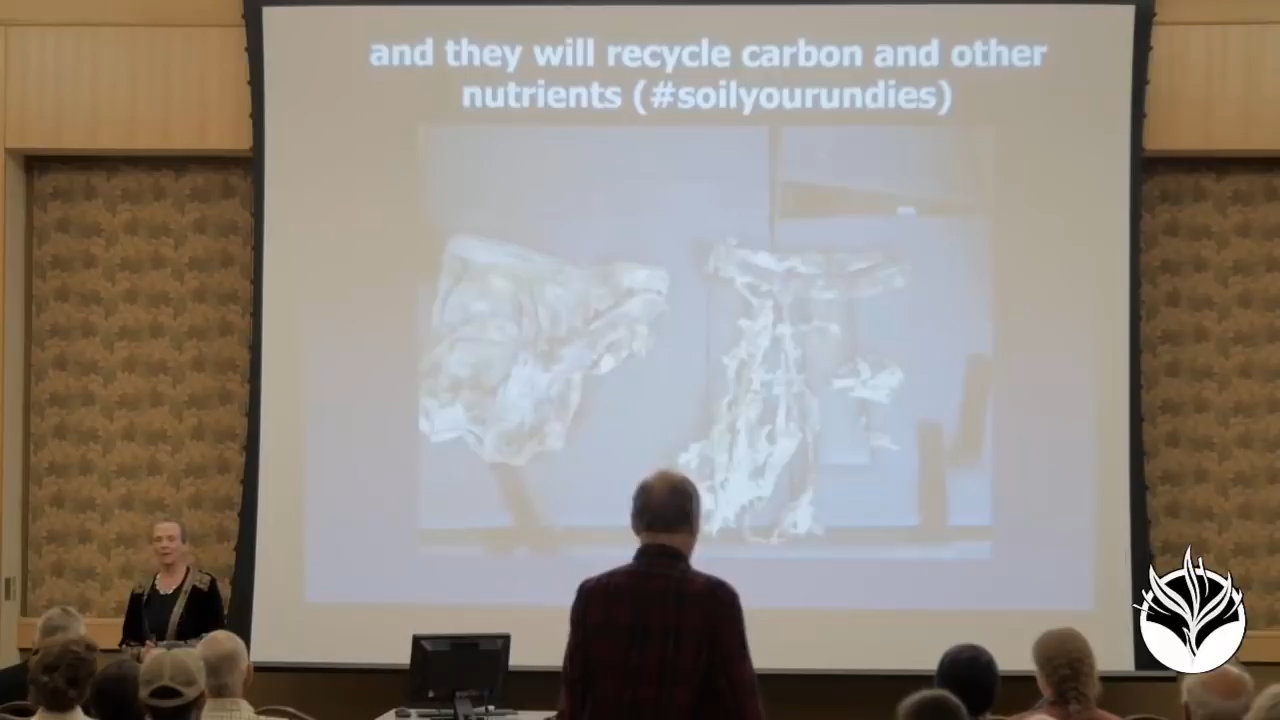 and they will recycle carbon and other
nutrients (#soilyourundies)